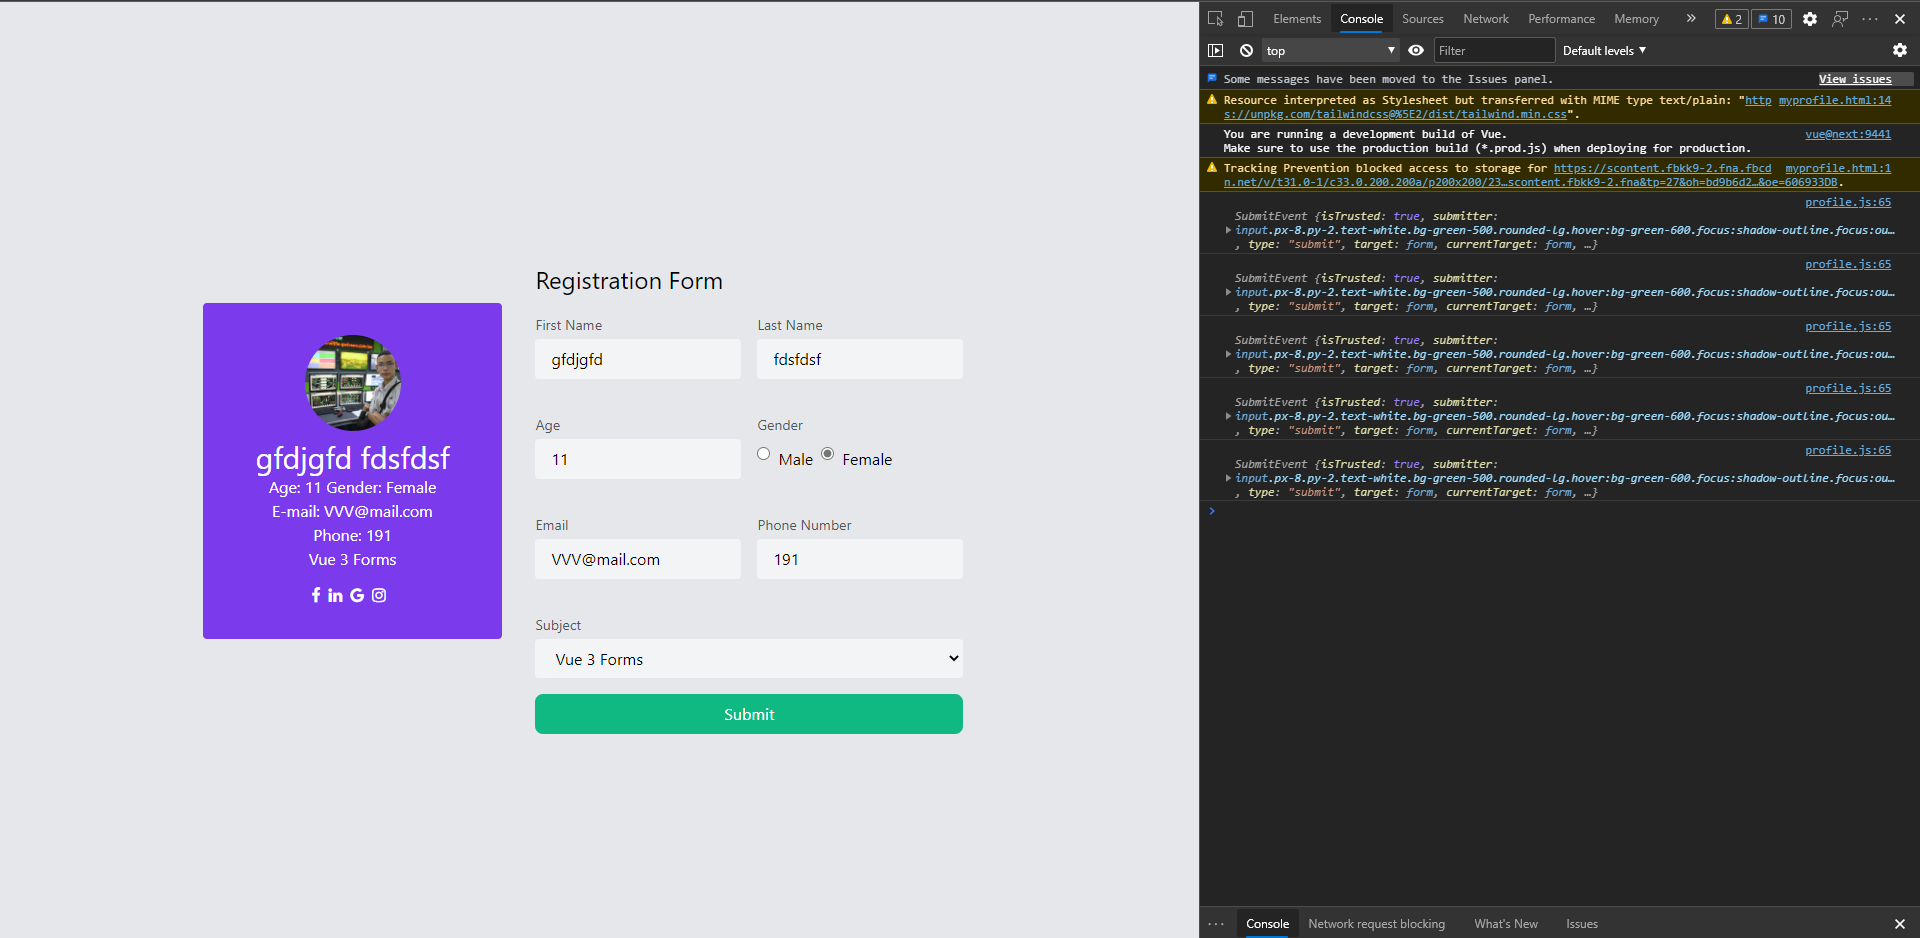 Registration Form
First Name
Last Name
gfdjgfd
fdsfdsf
Age
Gender
11
Male
Female
Email
Phone Number
VVV@mail.com
191
Subject
Vue 3 Forms
Submit
gfdjgfd fdsfdsf
Age: 11 Gender: Female
E-mail: VVV@mail.com
Phone: 191
Vue 3 Forms
Elements Console Sources Network Performance Memory 2 10
top Filter Default levels
Some messages have been moved to the Issues panel. View issues
Resource interpreted as Stylesheet but transferred with MIME type text/plain: "http myprofile.html:14
s://unpkg.com/tailwindcss@%5E2/dist/tailwind.min.css".
You are running a development build of Vue. vue@next:9441
Make sure to use the production build (*.prod.js) when deploying for production.
Tracking Prevention blocked access to storage for https://scontent.fbkk9-2.fna.fbcd myprofile.html:1
n.net/v/t31.0-1/c33.0.200.200a/p200x200/23…scontent.fbkk9-2.fna&tp=27&oh=bd9b6d2…&oe=606933DB.
profile.js:65
SubmitEvent {isTrusted: true, submitter:
input.px-8.py-2.text-white.bg-green-500.rounded-lg.hover:bg-green-600.focus:shadow-outline.focus:ou…
, type: "submit", target: form, currentTarget: form, …}
profile.js:65
SubmitEvent {isTrusted: true, submitter:
input.px-8.py-2.text-white.bg-green-500.rounded-lg.hover:bg-green-600.focus:shadow-outline.focus:ou…
, type: "submit", target: form, currentTarget: form, …}
profile.js:65
SubmitEvent {isTrusted: true, submitter:
input.px-8.py-2.text-white.bg-green-500.rounded-lg.hover:bg-green-600.focus:shadow-outline.focus:ou…
, type: "submit", target: form, currentTarget: form, …}
profile.js:65
SubmitEvent {isTrusted: true, submitter:
input.px-8.py-2.text-white.bg-green-500.rounded-lg.hover:bg-green-600.focus:shadow-outline.focus:ou…
, type: "submit", target: form, currentTarget: form, …}
profile.js:65
SubmitEvent {isTrusted: true, submitter:
input.px-8.py-2.text-white.bg-green-500.rounded-lg.hover:bg-green-600.focus:shadow-outline.focus:ou…
, type: "submit", target: form, currentTarget: form, …}
Console Network request blocking What's New Issues